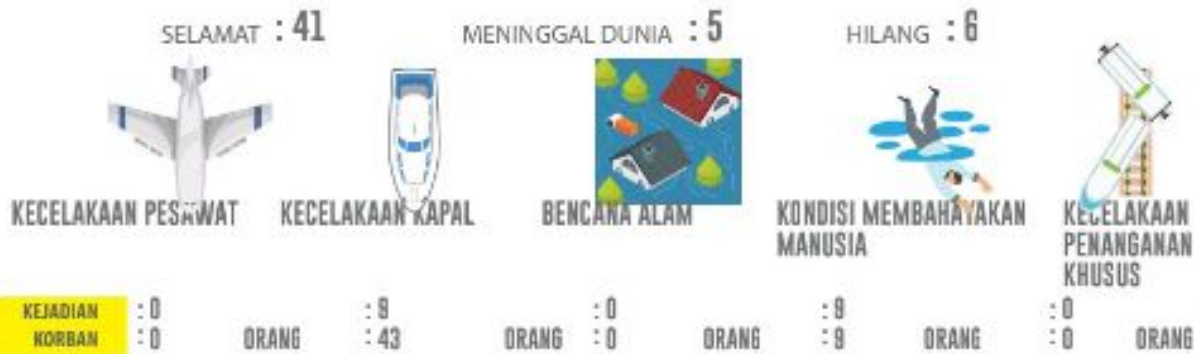 SELAMAT : 41 MENINGGAL DUNIA : 5 HILANG : 6
KECELAKAAN PESAWAT KECELAKAAN KAPAL BENCANA ALAM KONDISI MEMBAHAYAKAN KECELAKAAN
MANUSIA PENANGANAN
KHUSUS
KEJADIAN : 0 : 9 : 0 : 9 : 0
KORBAN : 0 ORANG : 43 ORANG : 0 ORANG : 9 ORANG : 0 ORANG